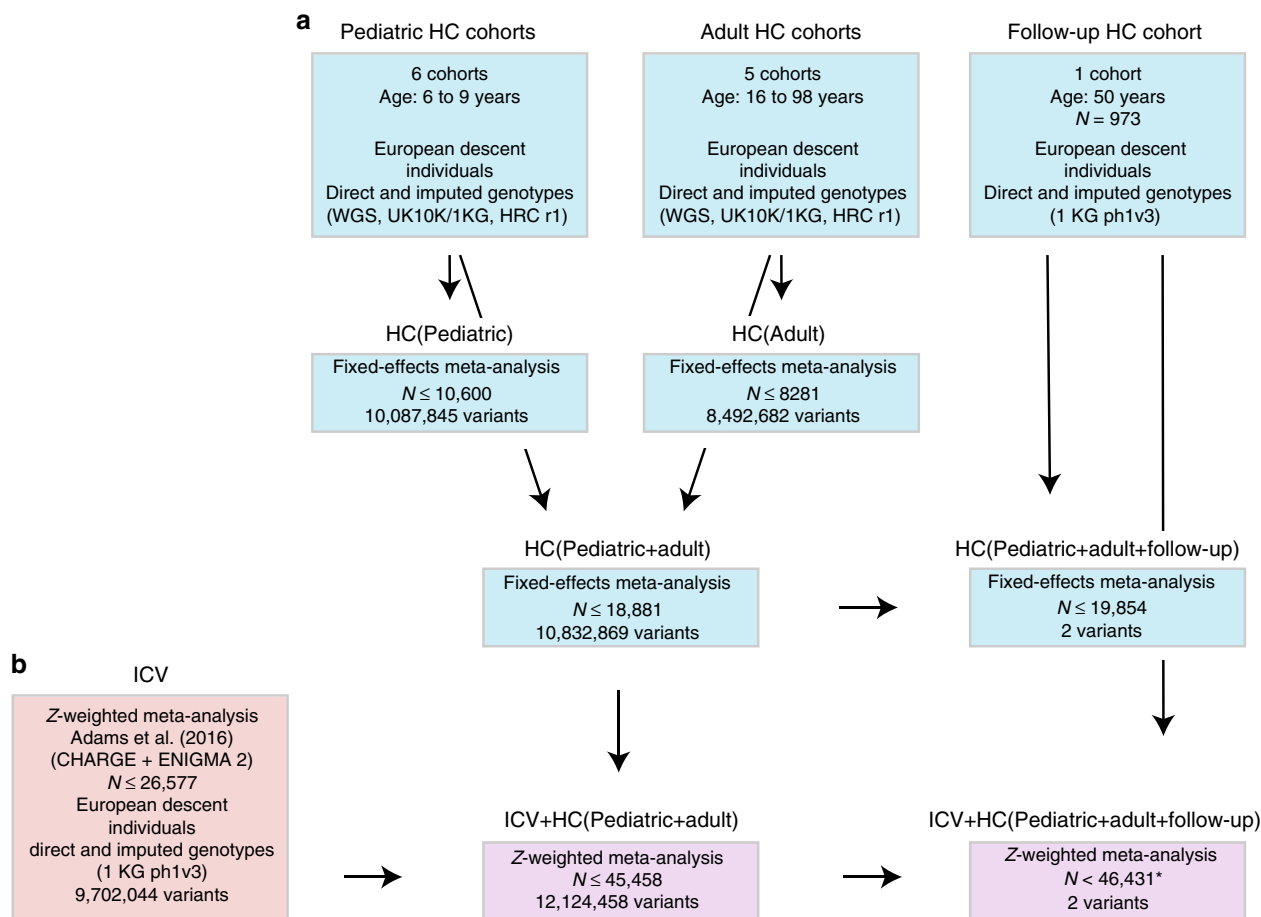 a
Pediatric HC cohorts
6 cohorts
Age: 6 to 9 years
European descent
individuals
Direct and imputed genotypes
(WGS, UK10K/1KG, HRC r1)
Adult HC cohorts
5 cohorts
Age: 16 to 98 years
European descent
individuals
Direct and imputed genotypes
(WGS, UK10K/1KG, HRC r1)
Follow-up HC cohort
1 cohort
Age: 50 years
N = 973
European descent
individuals
Direct and imputed genotypes
(1 KG ph1v3)
HC(Pediatric)
Fixed-effects meta-analysis
N ≤ 10,600
10,087,845 variants
HC(Adult)
Fixed-effects meta-analysis
N ≤ 8281
8,492,682 variants
HC(Pediatric+adult)
Fixed-effects meta-analysis
N ≤ 18,881
10,832,869 variants
HC(Pediatric+adult+follow-up)
Fixed-effects meta-analysis
N ≤ 19,854
2 variants
b
ICV
Z-weighted meta-analysis
Adams et al. (2016)
(CHARGE + ENIGMA 2)
N ≤ 26,577
European descent
individuals
direct and imputed genotypes
(1 KG ph1v3)
9,702,044 variants
ICV+HC(Pediatric+adult)
Z-weighted meta-analysis
N ≤ 45,458
12,124,458 variants
ICV+HC(Pediatric+adult+follow-up)
Z-weighted meta-analysis
N < 46,431*
2 variants